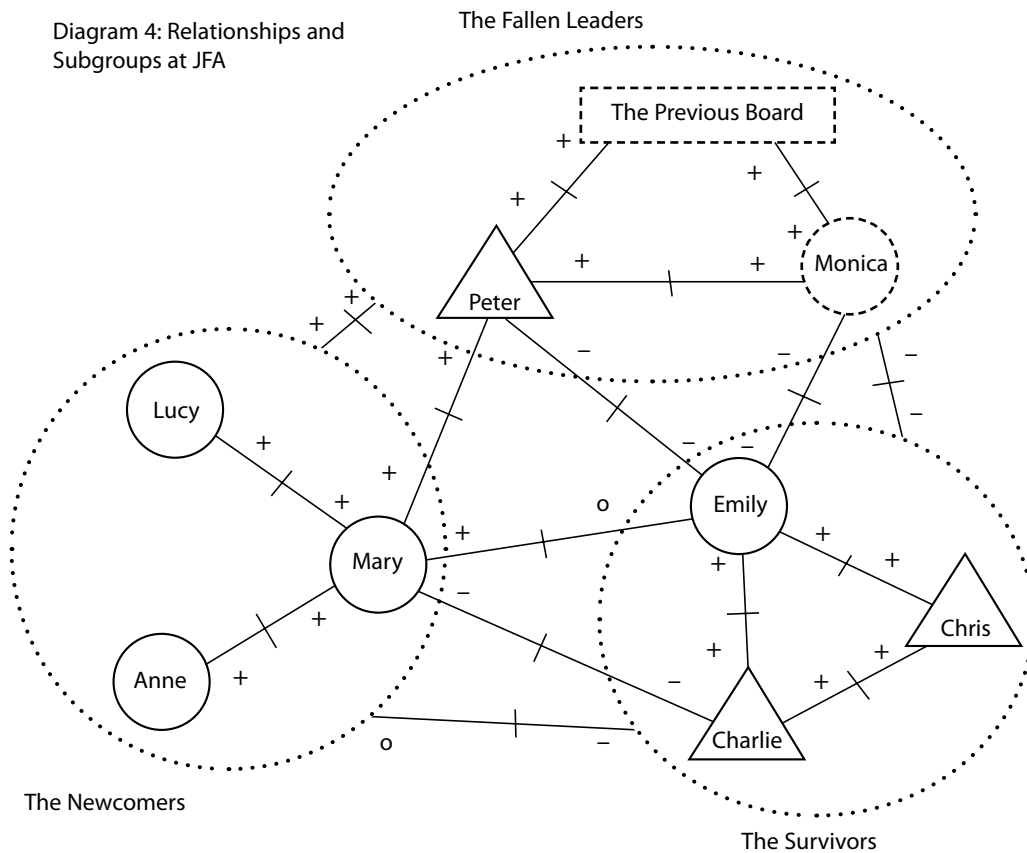 Diagram 4: Relationships and
Subgroups at JFA
The Fallen Leaders
The Previous Board
+
+
+
+
Monica
+
+
Peter
+
+
+
–
–
–
–
Lucy
+
+
+
–
–
Emily
+
o
Mary
+
+
+
–
Chris
Anne
+
+
+
+
+
–
Charlie
o
–
The Newcomers
The Survivors